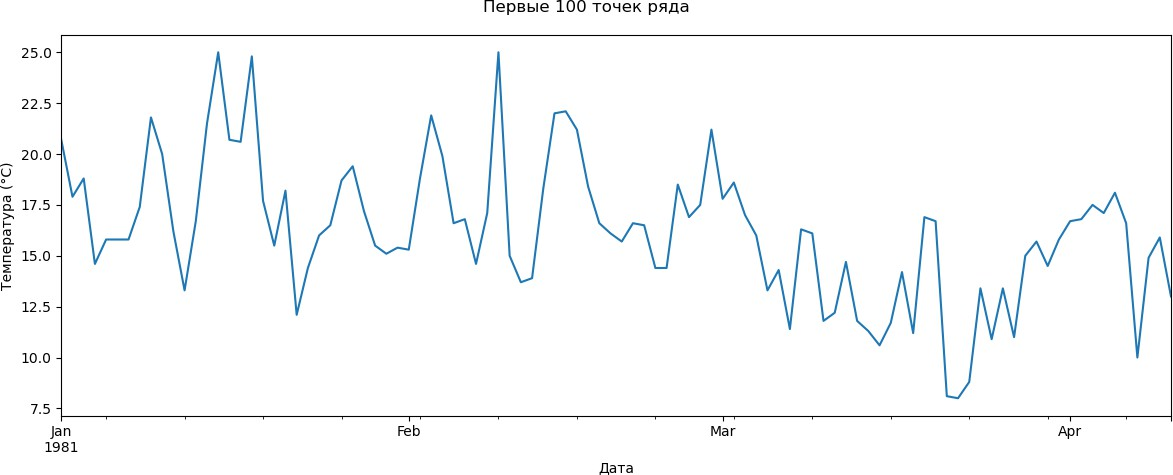 Первые 100 точек ряда
Температура (°C)
25.0
22.5
20.0
17.5
15.0
12.5
10.0
7.5
Jan
1981
Feb
Mar
Apr
Дата